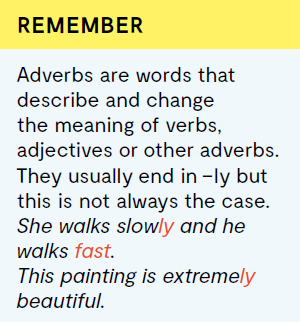 REMEMBER
Adverbs are words that
describe and change
the meaning of verbs,
adjectives or other adverbs.
They usually end in –ly but
this is not always the case.
She walks slowly and he
walks fast.
This painting is extremely
beautiful.